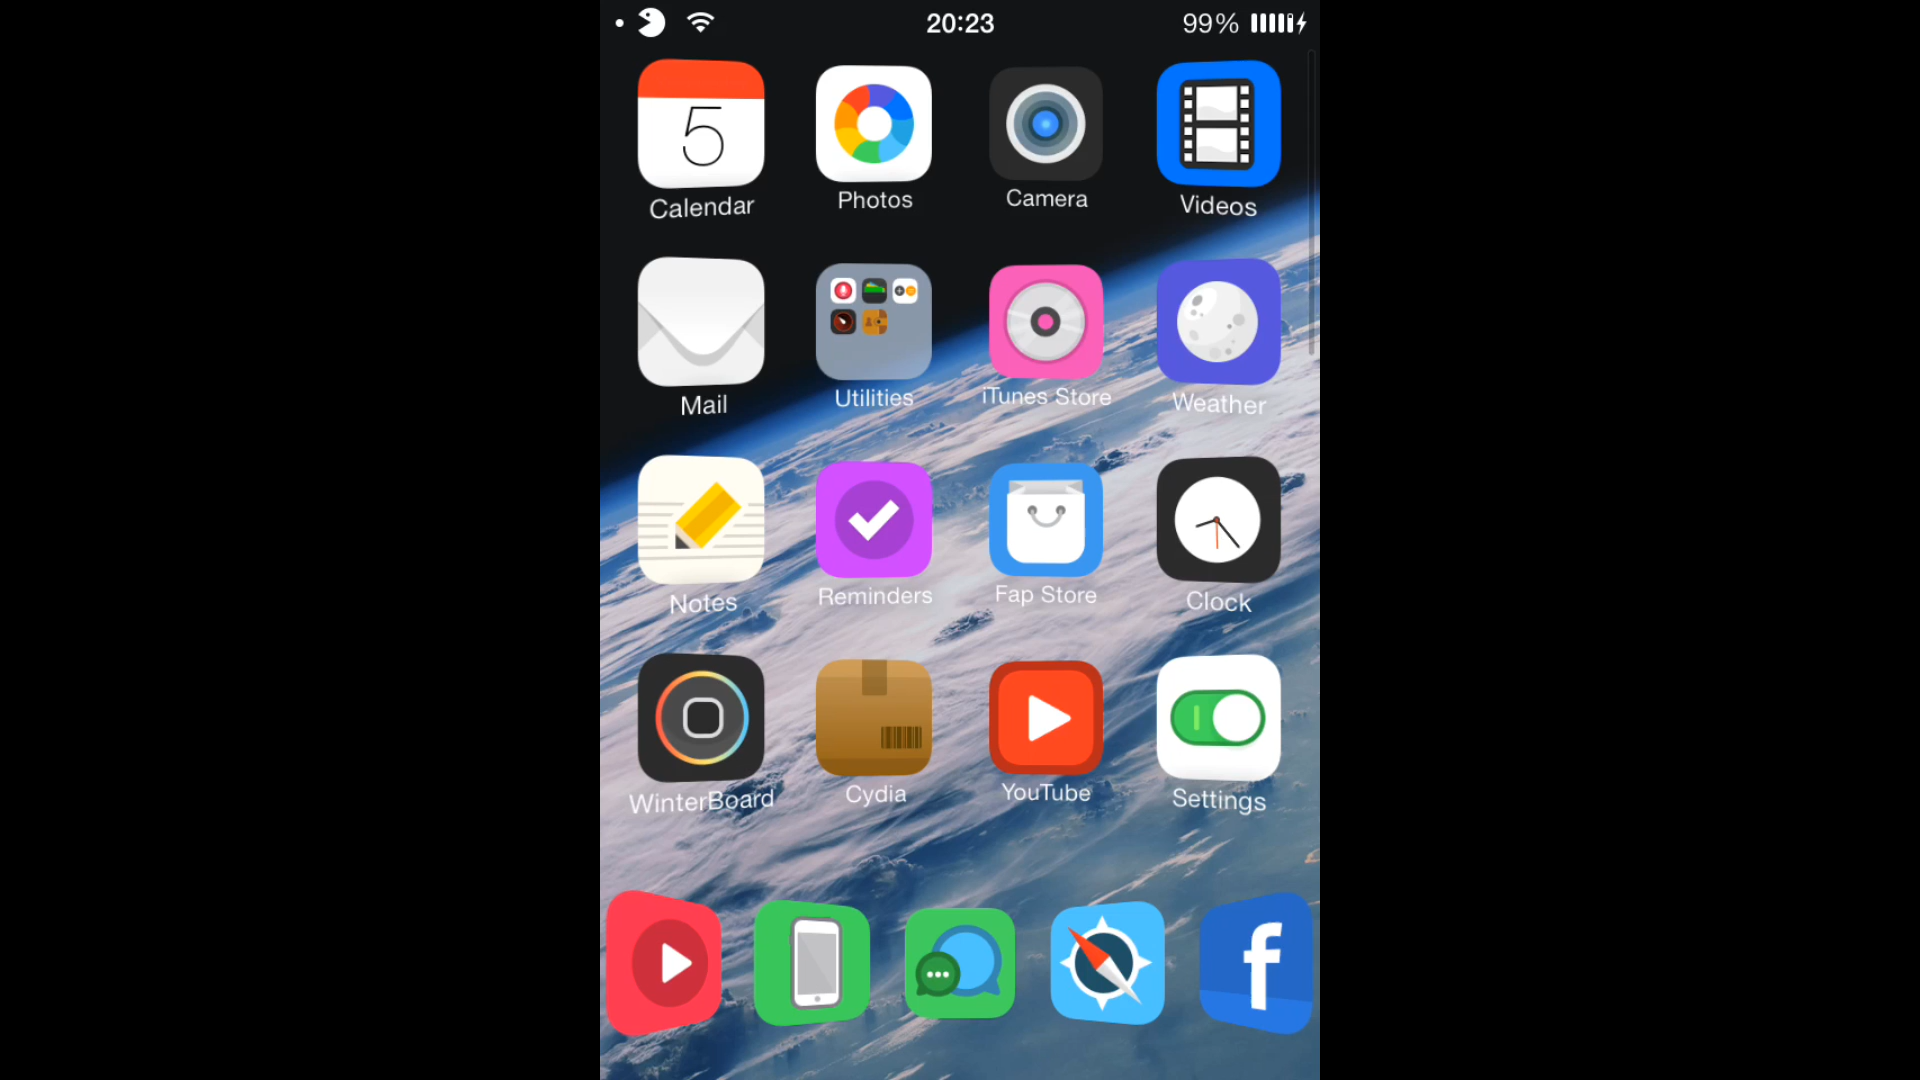 20:23
99%
5
Calendar
Photos
Camera
Videos
Mail
Utilities
iTunes Store
Weather
Notes
Reminders
Fap Store
Clock
WinterBoard
Cydia
YouTube
Settings
f